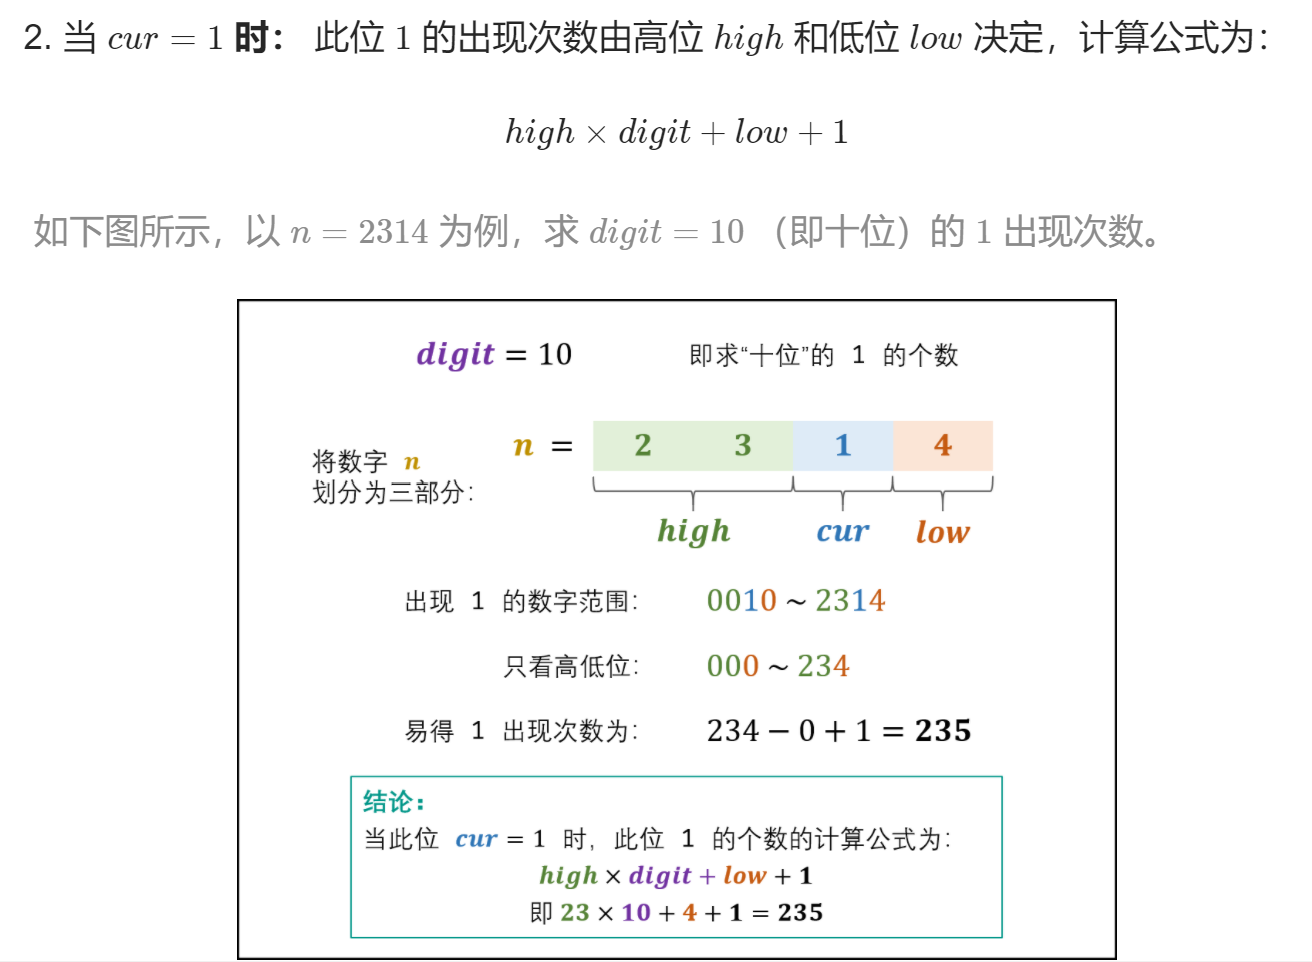 2. 当 cur = 1 时： 此位 1 的出现次数由高位 high 和低位 low 决定，计算公式为：
high × digit + low + 1
如下图所示，以 n = 2314 为例，求 digit = 10 （即十位）的 1 出现次数。
digit = 10 即求“十位”的 1 的个数
将数字 n
划分为三部分：
n = 2 3 1 4
high cur low
出现 1 的数字范围： 0010 ~ 2314
只看高低位： 000 ~ 234
易得 1 出现次数为： 234 − 0 + 1 = 235
结论：
当此位 cur = 1 时，此位 1 的个数的计算公式为：
high × digit + low + 1
即 23 × 10 + 4 + 1 = 235